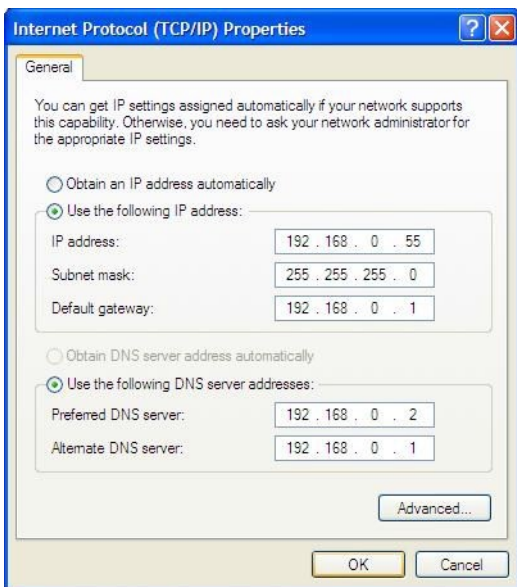 Internet Protocol (TCP/IP) Properties
General
You can get IP settings assigned automatically if your network supports
this capability. Otherwise, you need to ask your network administrator for
the appropriate IP settings.
Obtain an IP address automatically
Use the following IP address:
IP address: 192 . 168 . 0 . 55
Subnet mask: 255 . 255 . 255 . 0
Default gateway: 192 . 168 . 0 . 1
Obtain DNS server address automatically
Use the following DNS server addresses:
Preferred DNS server: 192 . 168 . 0 . 2
Alternate DNS server: 192 . 168 . 0 . 1
Advanced...
OK Cancel